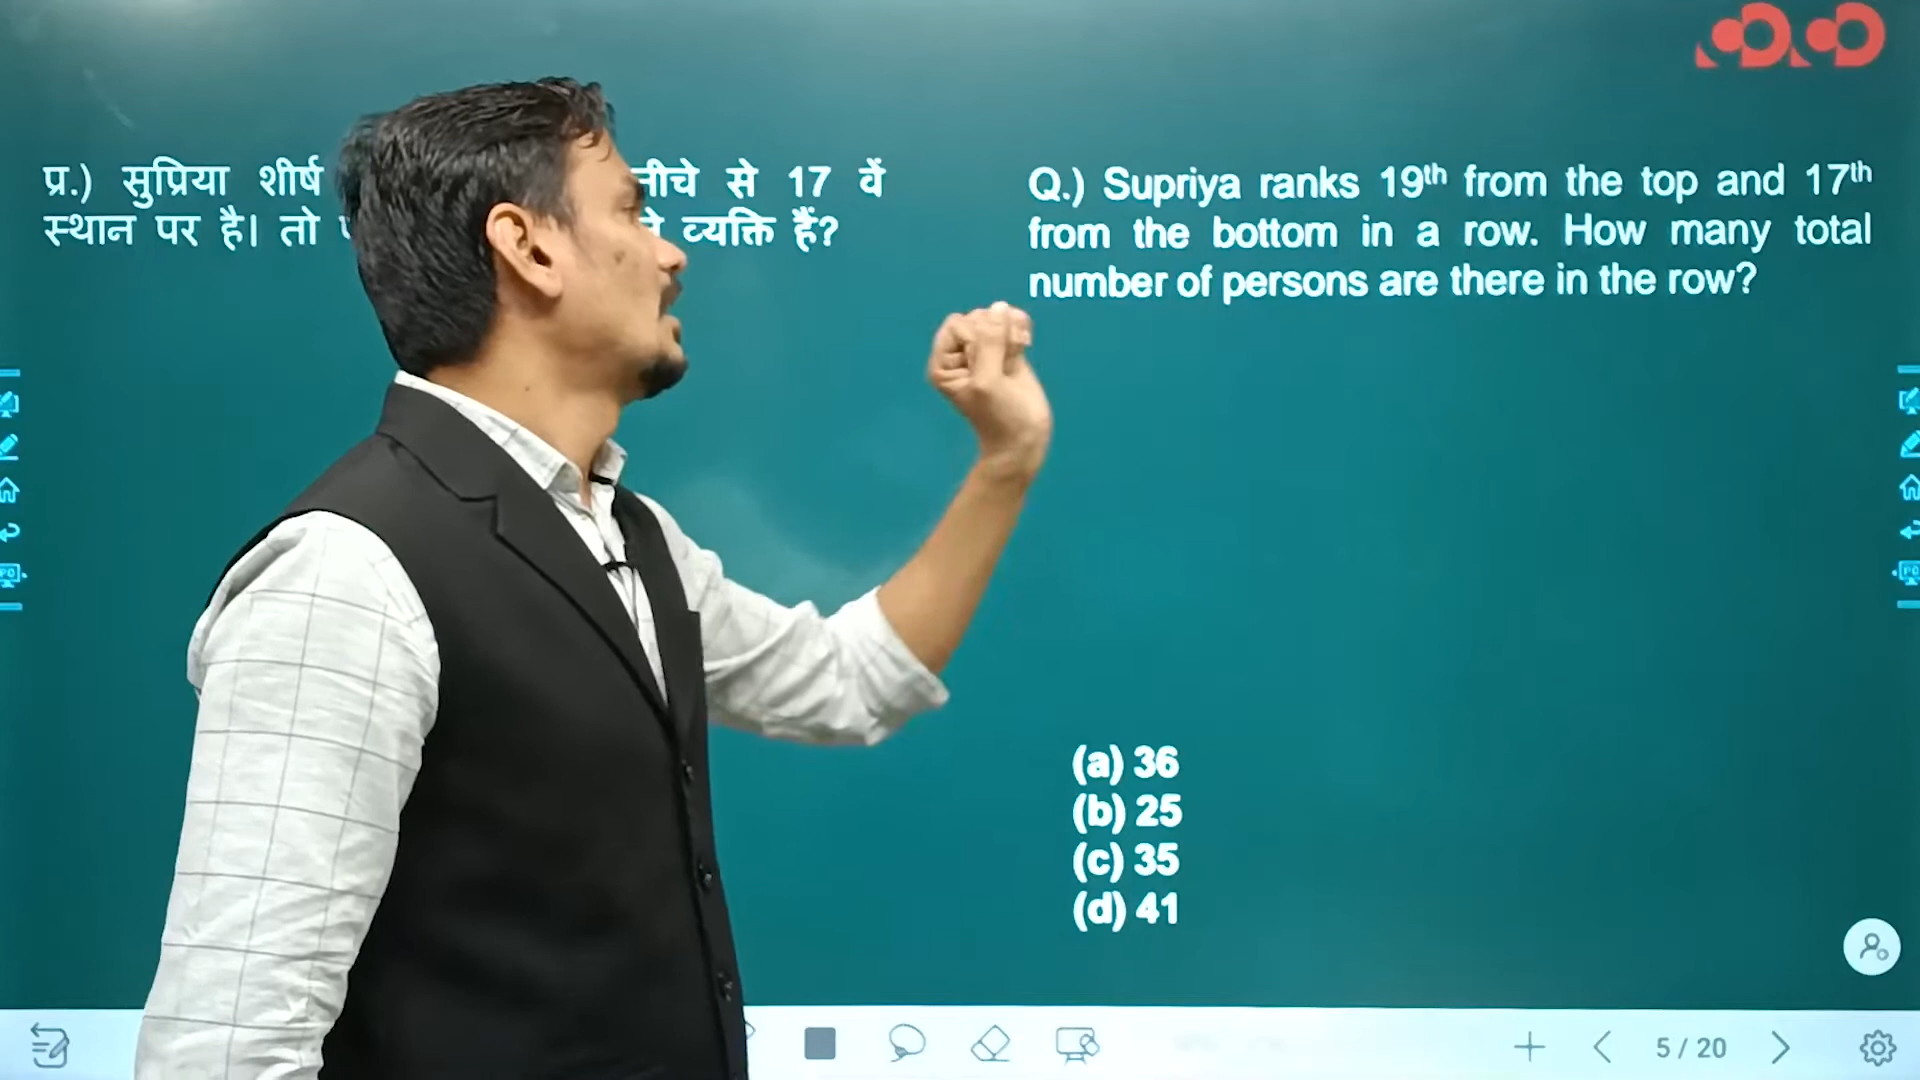 प्र.) सुप्रिया शीर्ष नीचे से 17 वें
स्थान पर है। तो व्यक्ति हैं?
Q.) Supriya ranks 19th from the top and 17th
from the bottom in a row. How many total
number of persons are there in the row?
(a) 36
(b) 25
(c) 35
(d) 41
5 / 20